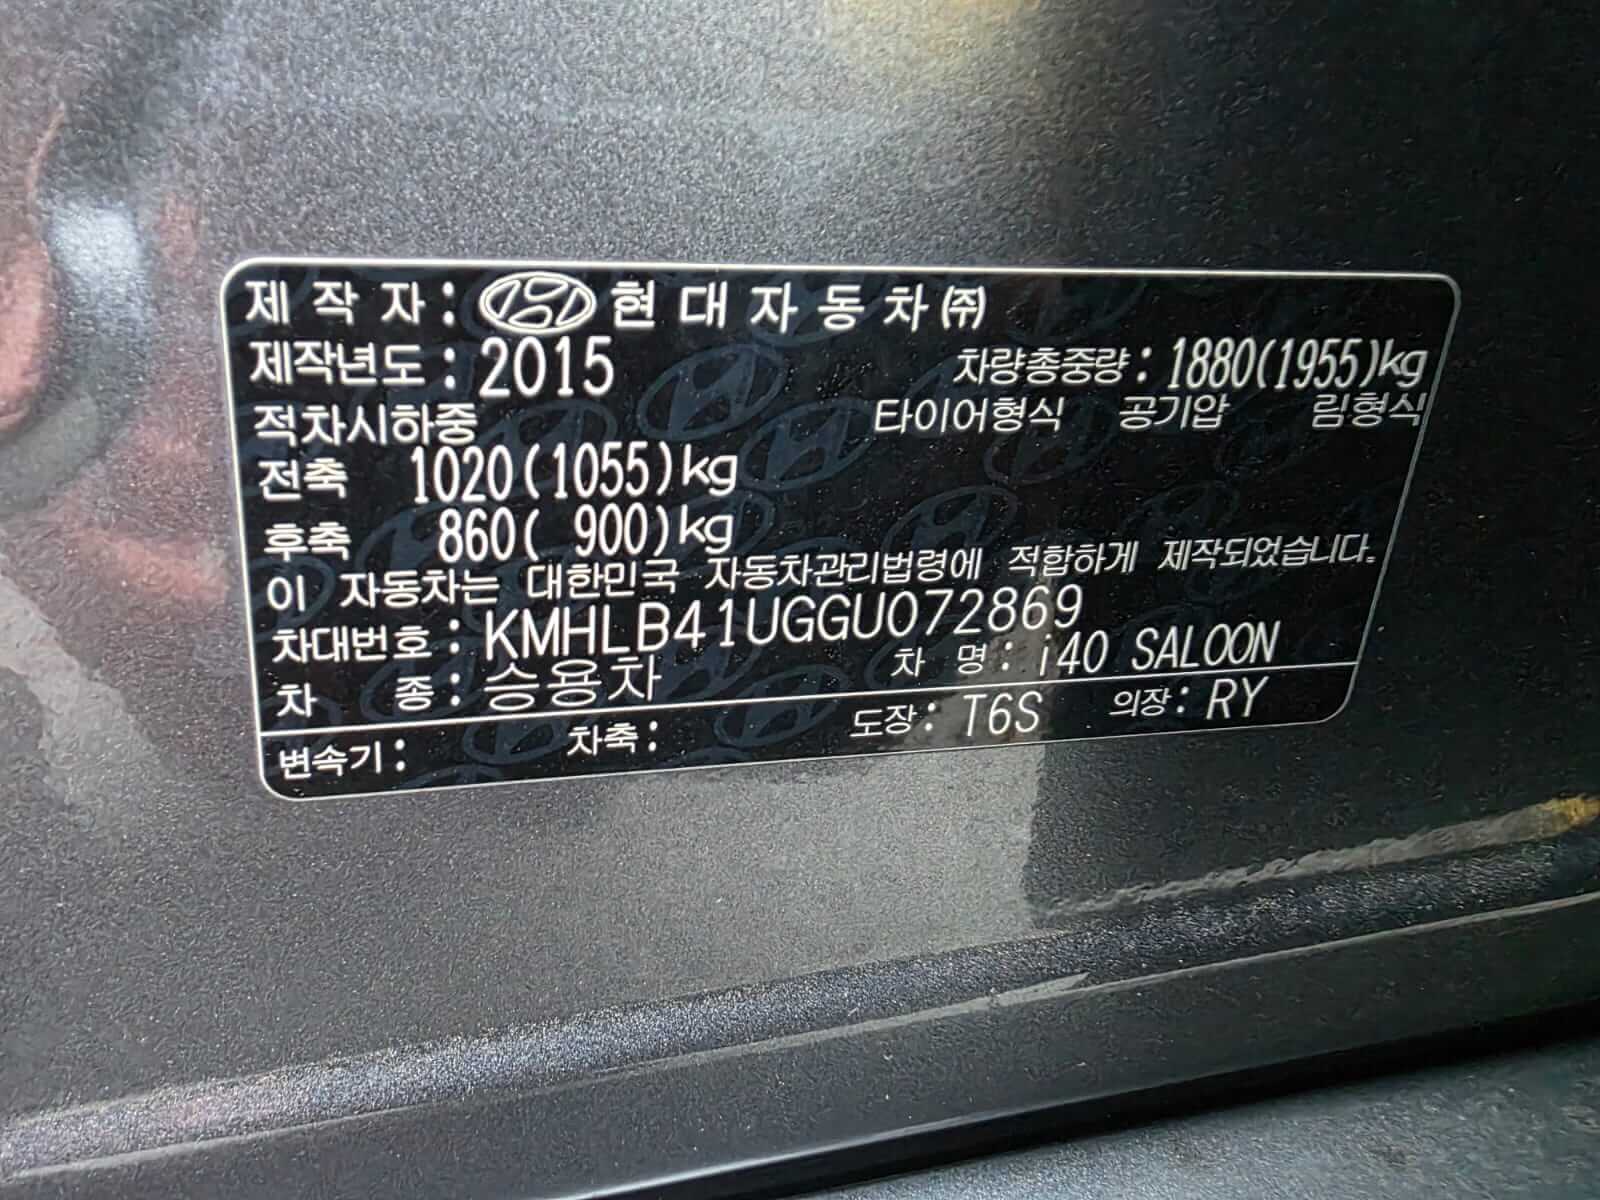 제 작 자 : 현 대 자 동 차 ㈜
제작년도 : 2015 차량총중량 : 1880(1955)kg
적차시하중 타이어형식 공기압 림형식
전축 1020(1055)kg
후축 860( 900)kg
이 자동차는 대한민국 자동차관리법령에 적합하게 제작되었습니다.
차대번호 : KMHLB41UGGU072869
차 종 : 승용차 차 명 : i40 SALOON
변속기 : 차축 : 도장 : T6S 의장 : RY